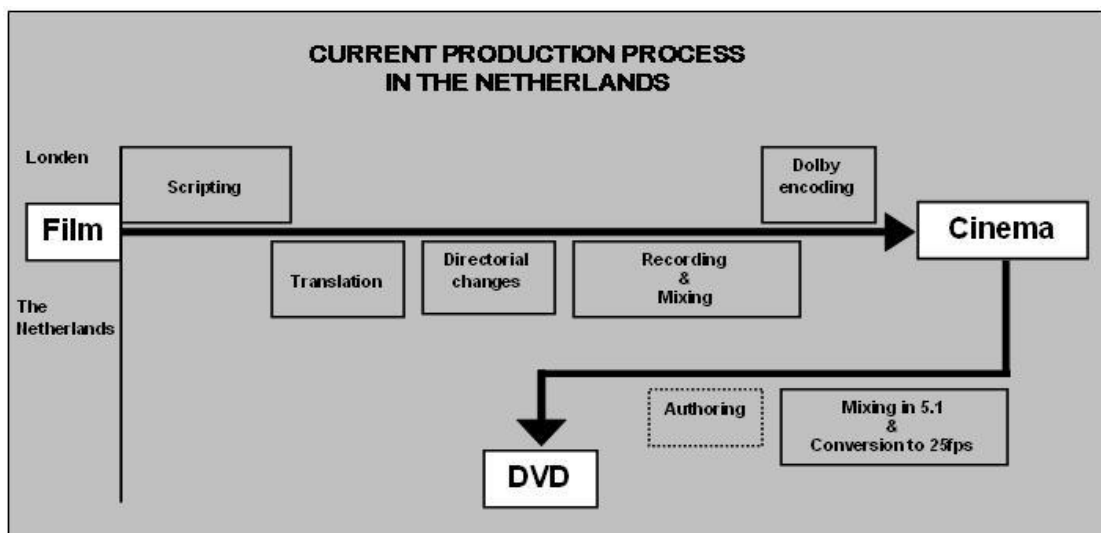 CURRENT PRODUCTION PROCESS
IN THE NETHERLANDS
Londen
Scripting
Dolby
encoding
Film
Cinema
Translation
Directorial
changes
Recording
&
Mixing
The
Netherlands
Authoring
Mixing in 5.1
&
Conversion to 25fps
DVD